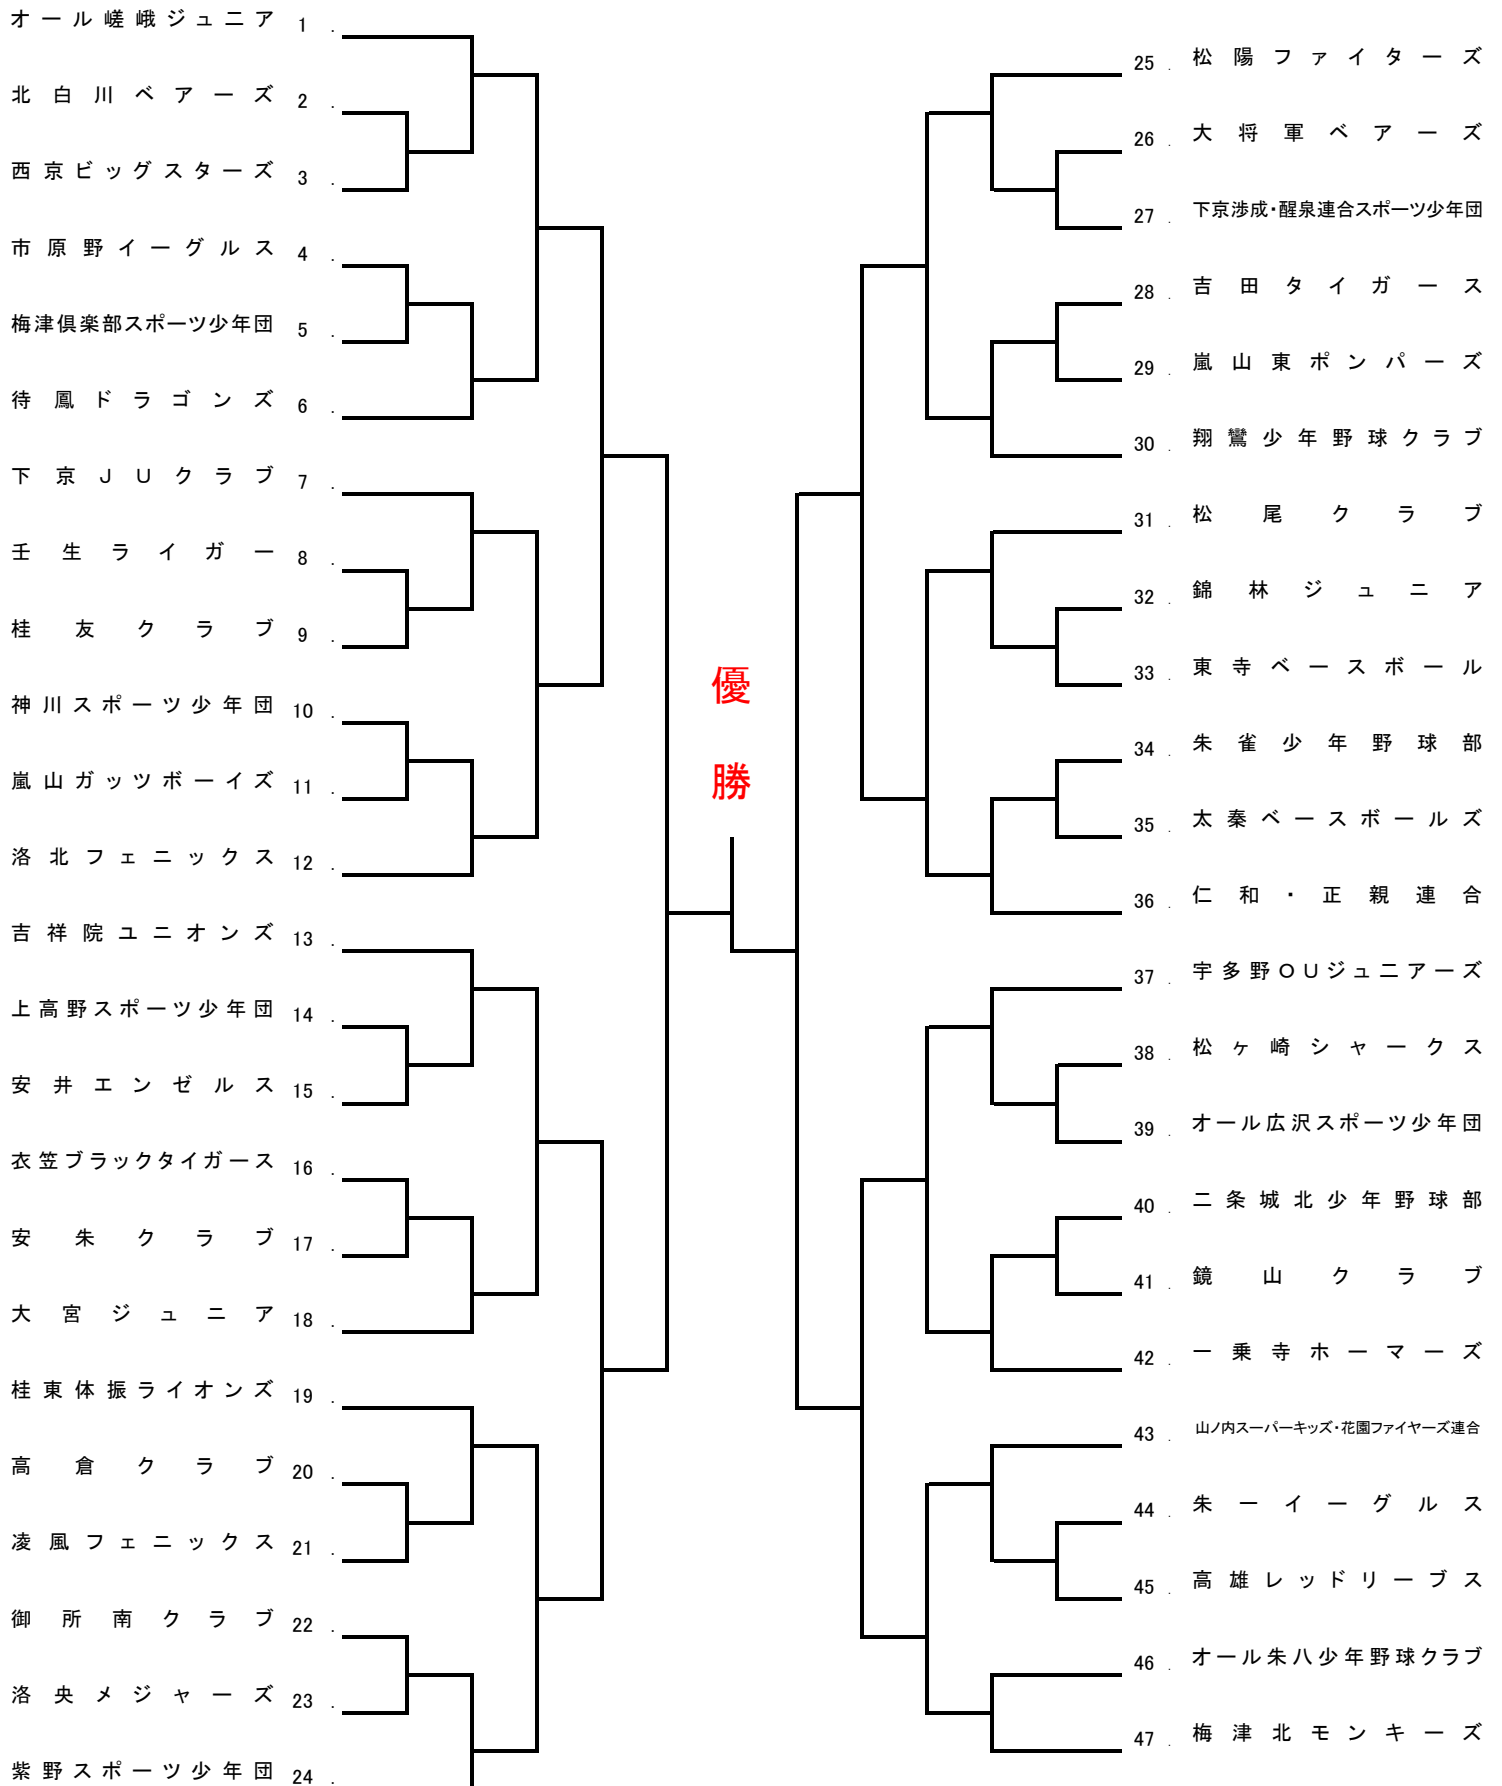 オール嵯峨ジュニア 1 .
北白川ベアーズ 2 .
西京ビッグスターズ 3 .
市原野イーグルス 4 .
梅津倶楽部スポーツ少年団 5 .
待鳳ドラゴンズ 6 .
下京JUクラブ 7 .
壬生ライガー 8 .
桂友クラブ 9 .
神川スポーツ少年団 10 .
嵐山ガッツボーイズ 11 .
洛北フェニックス 12 .
吉祥院ユニオンズ 13 .
上高野スポーツ少年団 14 .
安井エンゼルス 15 .
衣笠ブラックタイガース 16 .
安朱クラブ 17 .
大宮ジュニア 18 .
桂東体振ライオンズ 19 .
高倉クラブ 20 .
凌風フェニックス 21 .
御所南クラブ 22 .
洛央メジャーズ 23 .
紫野スポーツ少年団 24 .
優
勝
25 . 松陽ファイターズ
26 . 大将軍ベアーズ
27 . 下京渉成・醒泉連合スポーツ少年団
28 . 吉田タイガース
29 . 嵐山東ポンパーズ
30 . 翔鸞少年野球クラブ
31 . 松尾クラブ
32 . 錦林ジュニア
33 . 東寺ベースボール
34 . 朱雀少年野球部
35 . 太秦ベースボールズ
36 . 仁和・正親連合
37 . 宇多野OUジュニアーズ
38 . 松ヶ崎シャークス
39 . オール広沢スポーツ少年団
40 . 二条城北少年野球部
41 . 鏡山クラブ
42 . 一乗寺ホーマーズ
43 . 山ノ内スーパーキッズ・花園ファイヤーズ連合
44 . 朱一イーグルス
45 . 高雄レッドリーブス
46 . オール朱八少年野球クラブ
47 . 梅津北モンキーズ